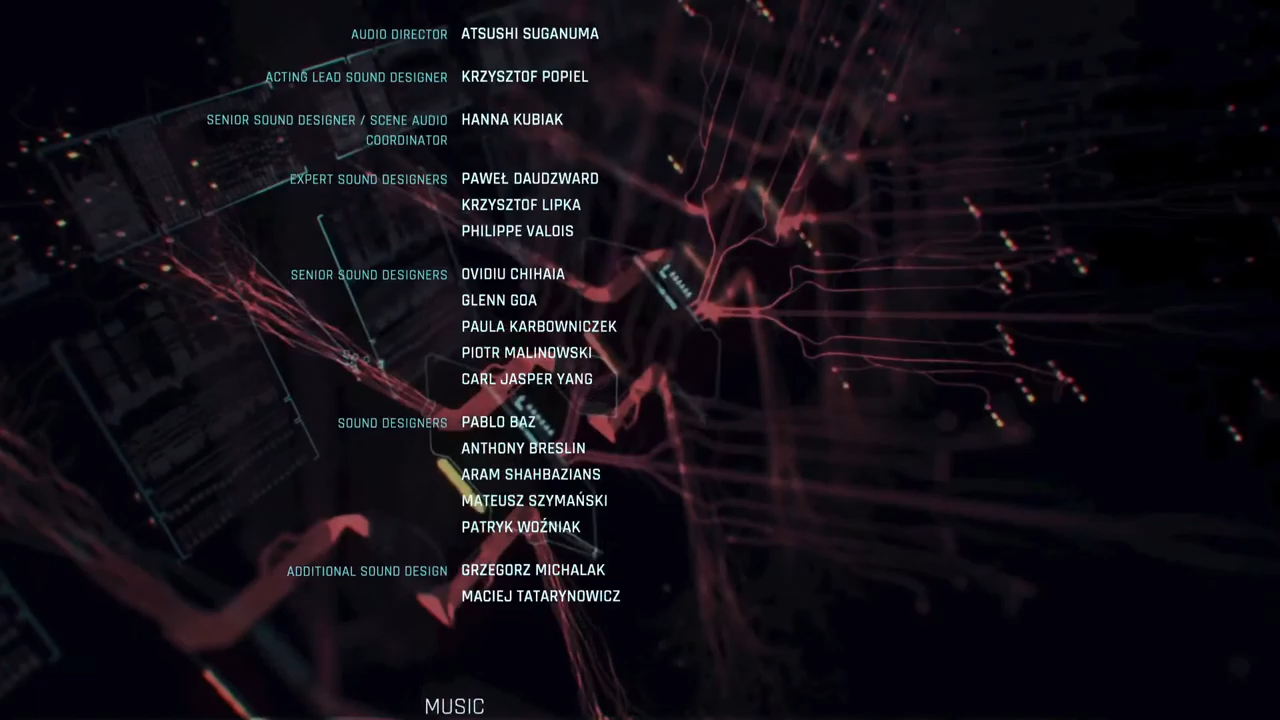 AUDIO DIRECTOR ATSUSHI SUGANUMA
ACTING LEAD SOUND DESIGNER KRZYSZTOF POPIEL
SENIOR SOUND DESIGNER / SCENE AUDIO HANNA KUBIAK
COORDINATOR
EXPERT SOUND DESIGNERS PAWEŁ DAUDZWARD
KRZYSZTOF LIPKA
PHILIPPE VALOIS
SENIOR SOUND DESIGNERS OVIDIU CHIHAIA
GLENN GOA
PAULA KARBOWNICZEK
PIOTR MALINOWSKI
CARL JASPER YANG
SOUND DESIGNERS PABLO BAZ
ANTHONY BRESLIN
ARAM SHAHBAZIANS
MATEUSZ SZYMAŃSKI
PATRYK WOŹNIAK
ADDITIONAL SOUND DESIGN GRZEGORZ MICHALAK
MACIEJ TATARYNOWICZ
MUSIC